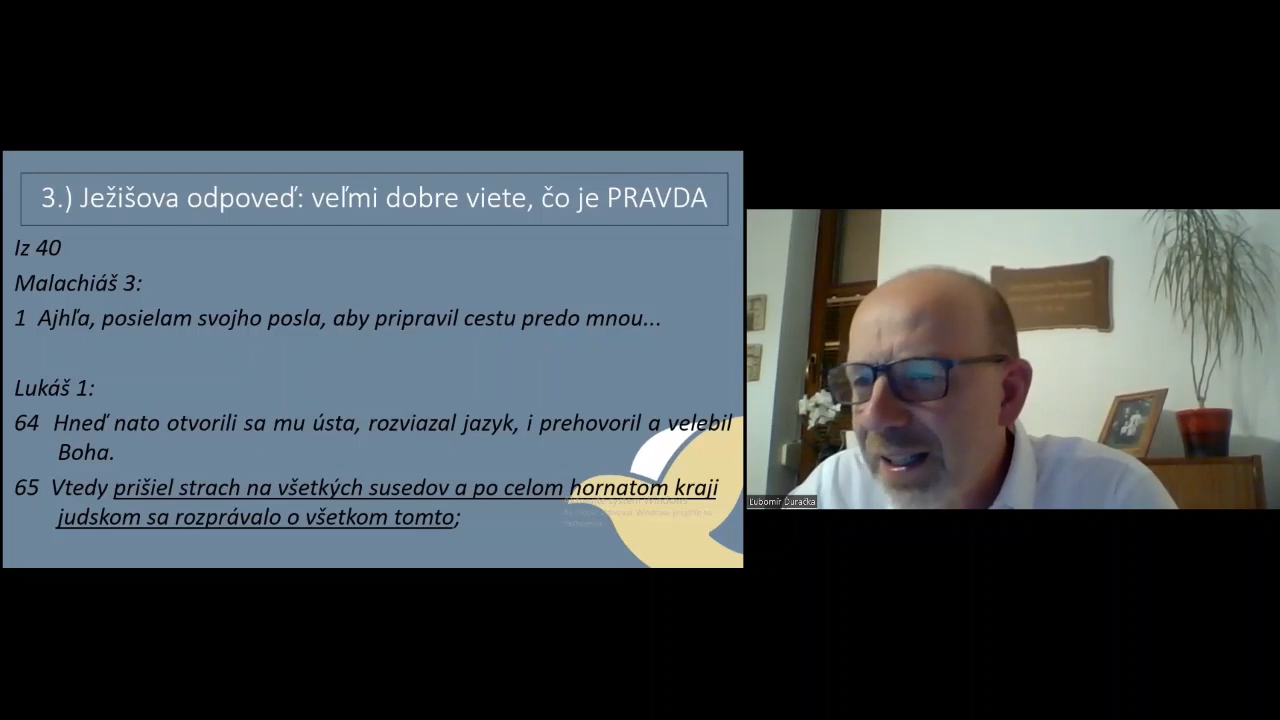 3.) Ježišova odpoveď: veľmi dobre viete, čo je PRAVDA
Iz 40
Malachiáš 3:
1 Ajhľa, posielam svojho posla, aby pripravil cestu predo mnou...
Lukáš 1:
64 Hneď nato otvorili sa mu ústa, rozviazal jazyk, i prehovoril a velebil
Boha.
65 Vtedy prišiel strach na všetkých susedov a po celom hornatom kraji
judskom sa rozprávalo o všetkom tomto;
Ľubomír Ďuračka